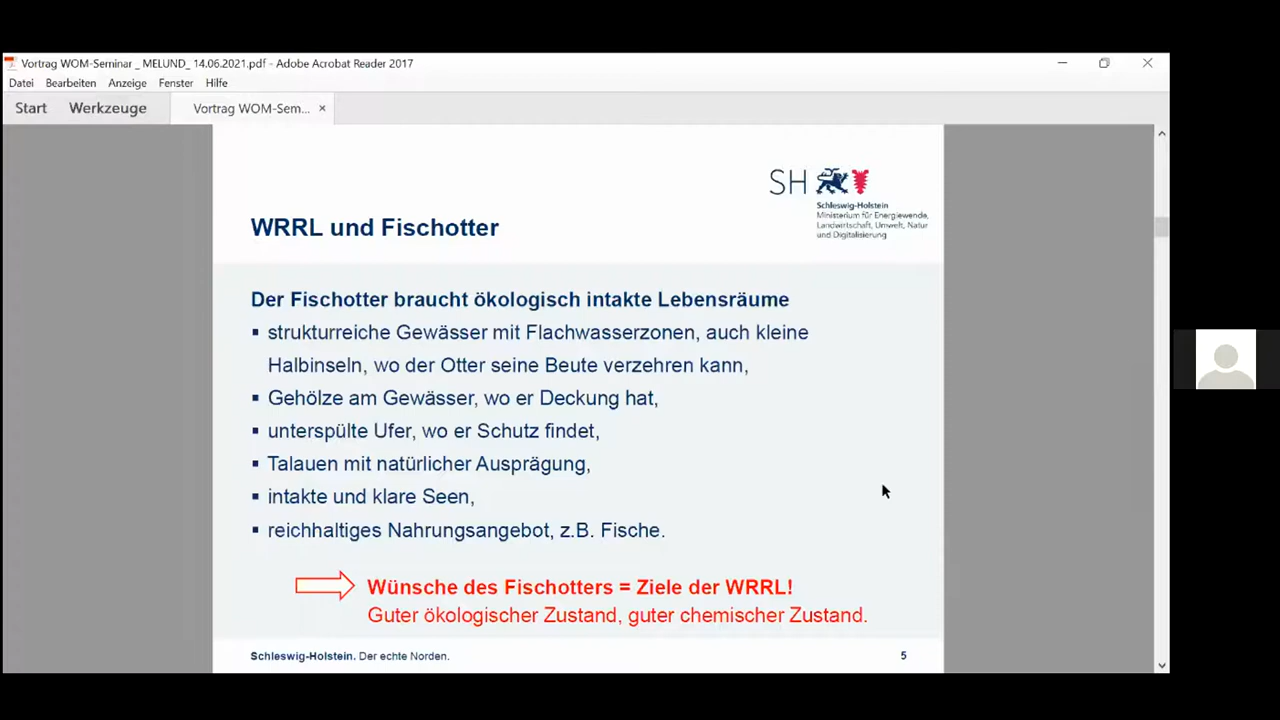 Vortrag WOM-Seminar _ MELUND_ 14.06.2021.pdf - Adobe Acrobat Reader 2017
Datei Bearbeiten Anzeige Fenster Hilfe
Start Werkzeuge Vortrag WOM-Sem... ×
SH
Schleswig-Holstein
Ministerium für Energiewende,
Landwirtschaft, Umwelt, Natur
und Digitalisierung
WRRL und Fischotter
Der Fischotter braucht ökologisch intakte Lebensräume
▪ strukturreiche Gewässer mit Flachwasserzonen, auch kleine
Halbinseln, wo der Otter seine Beute verzehren kann,
▪ Gehölze am Gewässer, wo er Deckung hat,
▪ unterspülte Ufer, wo er Schutz findet,
▪ Talauen mit natürlicher Ausprägung,
▪ intakte und klare Seen,
▪ reichhaltiges Nahrungsangebot, z.B. Fische.
Wünsche des Fischotters = Ziele der WRRL!
Guter ökologischer Zustand, guter chemischer Zustand.
Schleswig-Holstein. Der echte Norden. 5